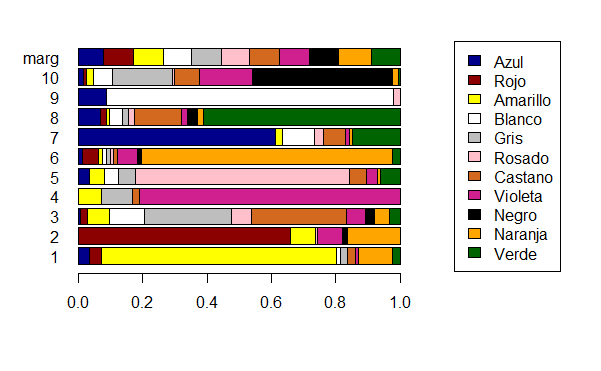 marg
10
9
8
7
6
5
4
3
2
1
0.0 0.2 0.4 0.6 0.8 1.0
Azul
Rojo
Amarillo
Blanco
Gris
Rosado
Castano
Violeta
Negro
Naranja
Verde